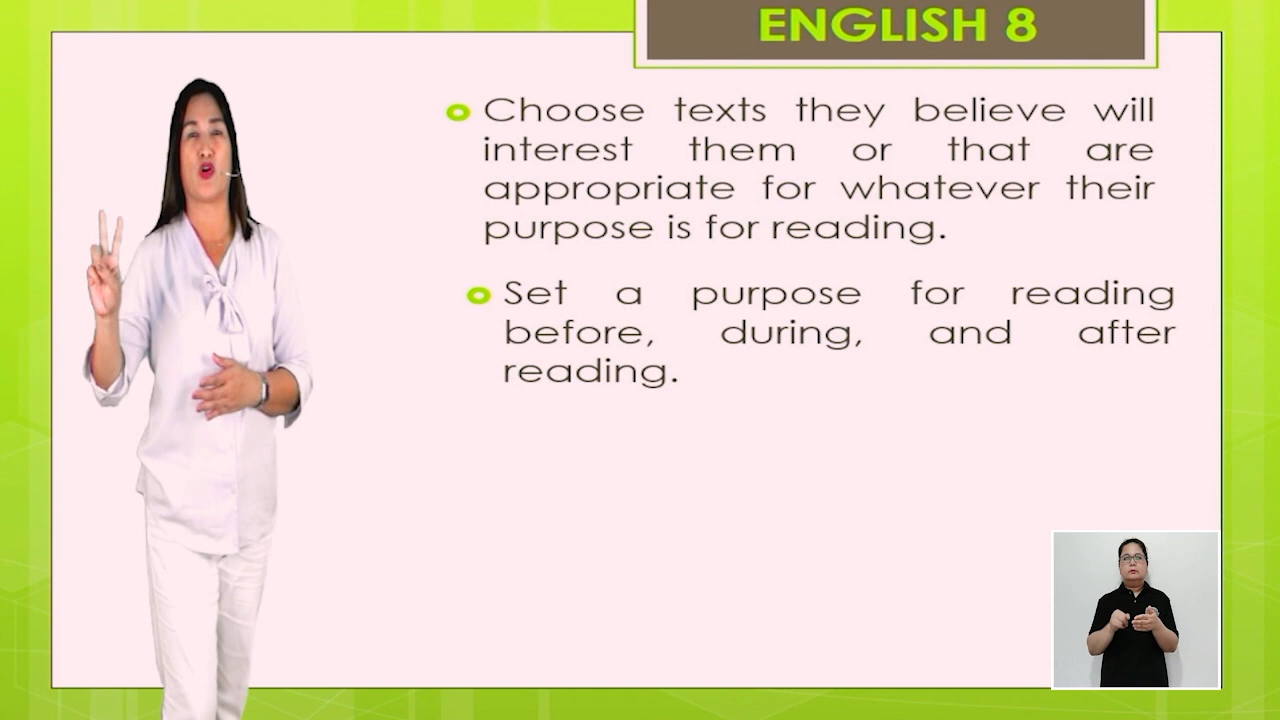 ENGLISH 8
Choose texts they believe will
interest them or that are
appropriate for whatever their
purpose is for reading.
Set a purpose for reading
before, during, and after
reading.